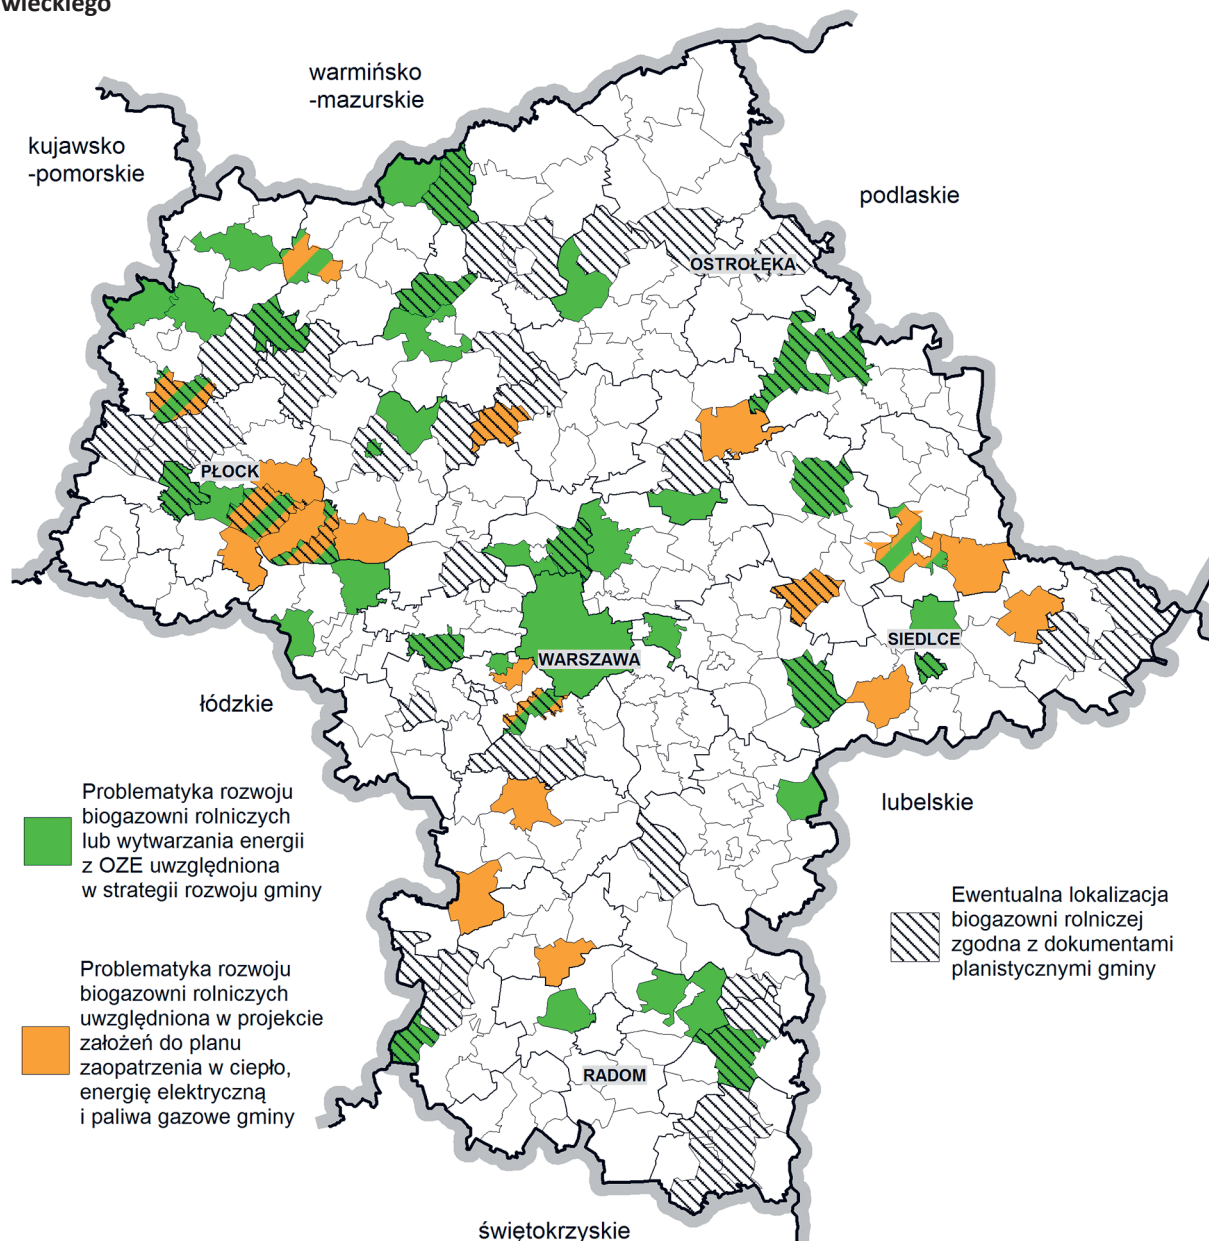 wieckiego
warmińsko
-mazurskie
kujawsko
-pomorskie
podlaskie
OSTROŁĘKA
PŁOCK
SIEDLCE
WARSZAWA
łódzkie
lubelskie
Problematyka rozwoju
biogazowni rolniczych
lub wytwarzania energii
z OZE uwzględniona
w strategii rozwoju gminy
Ewentualna lokalizacja
biogazowni rolniczej
zgodna z dokumentami
planistycznymi gminy
Problematyka rozwoju
biogazowni rolniczych
uwzględniona w projekcie
założeń do planu
zaopatrzenia w ciepło,
energię elektryczną
i paliwa gazowe gminy
RADOM
świętokrzyskie